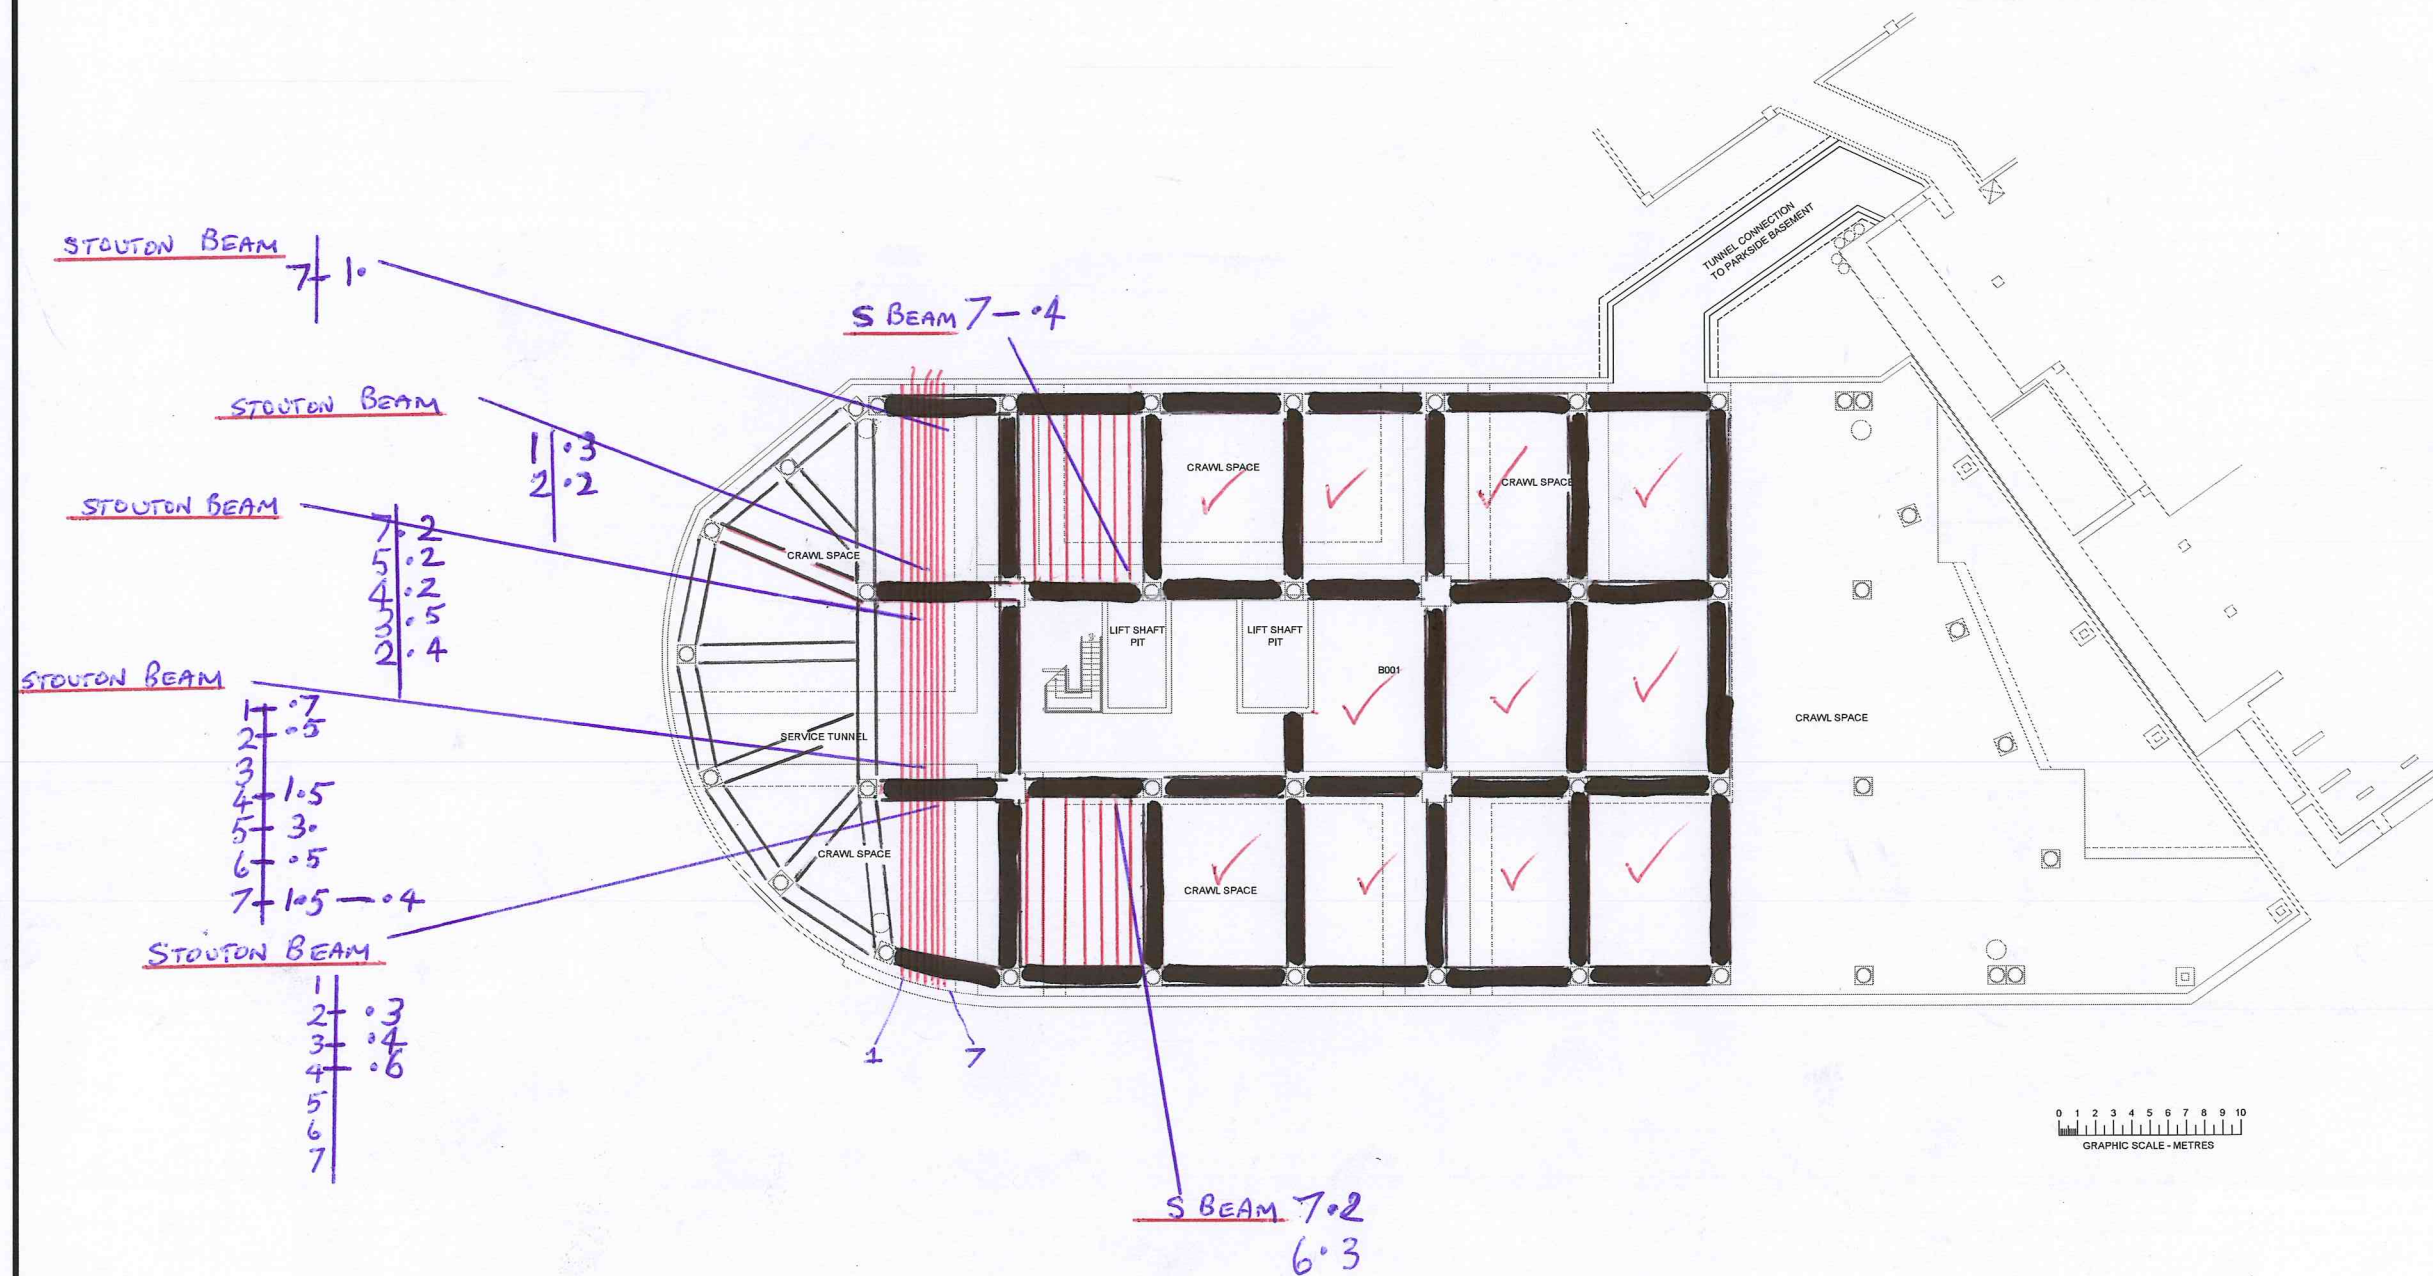 STOUTON BEAM
7 1.
S BEAM 7 — .4
STOUTON BEAM
1 .3
2 .2
STOUTON BEAM
7 .2
5 .2
4 .2
3 .5
2 .4
STOUTON BEAM
1 .7
2 .5
3
4 1.5
5 3.
6 .5
7 1.5 — .4
STOUTON BEAM
1
2 .3
3 .4
4 .6
5
6
7
TUNNEL CONNECTION
TO PARKSIDE BASEMENT
CRAWL SPACE
CRAWL SPACE
CRAWL SPACE
LIFT SHAFT
PIT
LIFT SHAFT
PIT
B001
SERVICE TUNNEL
CRAWL SPACE
CRAWL SPACE
CRAWL SPACE
1 7
S BEAM 7.2
6.3
0 1 2 3 4 5 6 7 8 9 10
GRAPHIC SCALE - METRES